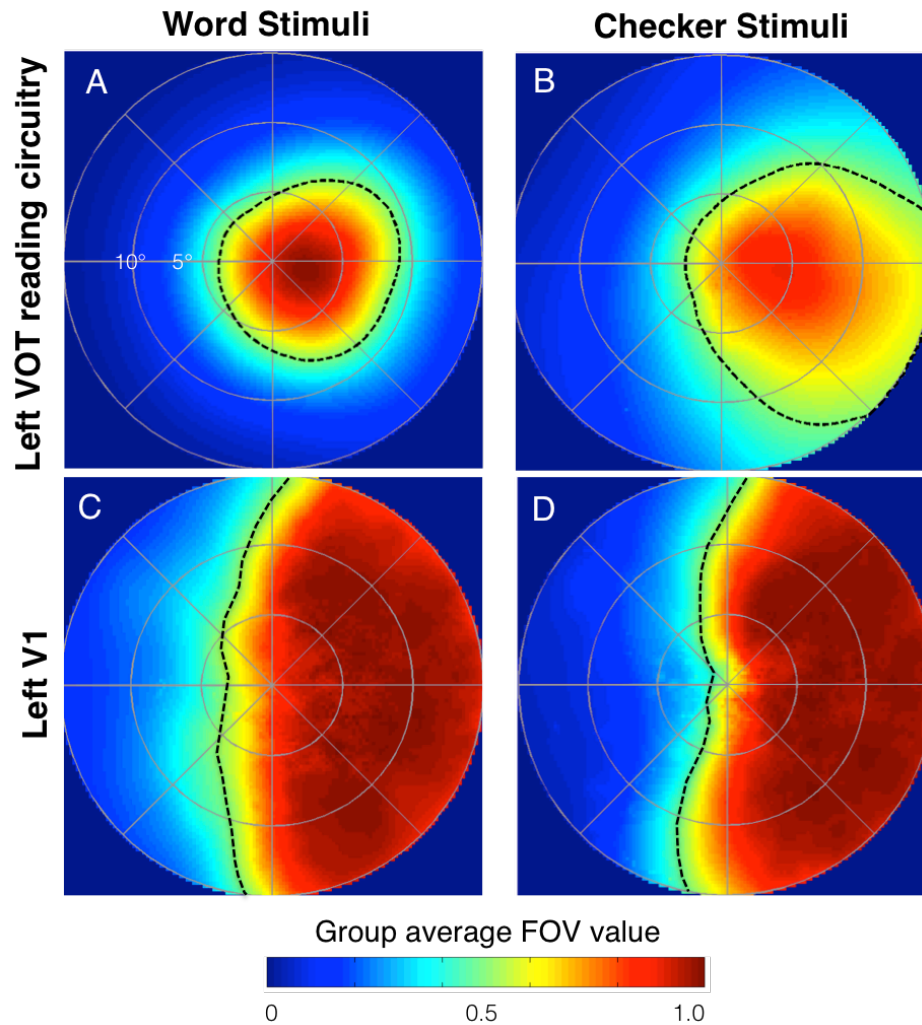 Word Stimuli
Checker Stimuli
Left VOT reading circuitry
A
B
10° 5°
Left V1
C
D
Group average FOV value
0 0.5 1.0